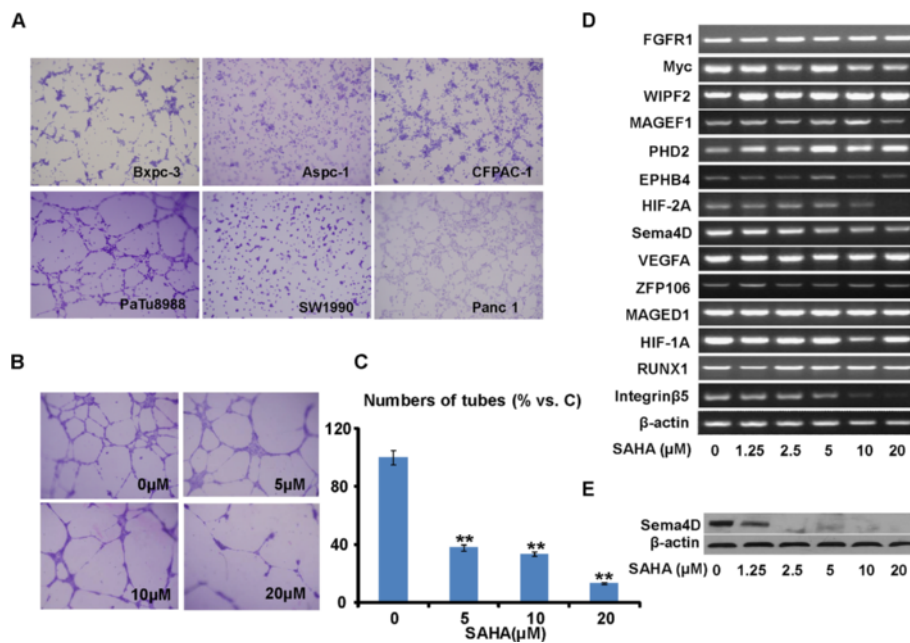 A
Bxpc-3
Aspc-1
CFPAC-1
PaTu8988
SW1990
Panc 1
B
0μM
5μM
10μM
20μM
C
Numbers of tubes (% vs. C)
120
80
40
0
**
**
**
0 5 10 20
SAHA(μM)
D
FGFR1
Myc
WIPF2
MAGEF1
PHD2
EPHB4
HIF-2A
Sema4D
VEGFA
ZFP106
MAGED1
HIF-1A
RUNX1
Integrinβ5
β-actin
SAHA (μM) 0 1.25 2.5 5 10 20
E
Sema4D
β-actin
SAHA (μM) 0 1.25 2.5 5 10 20